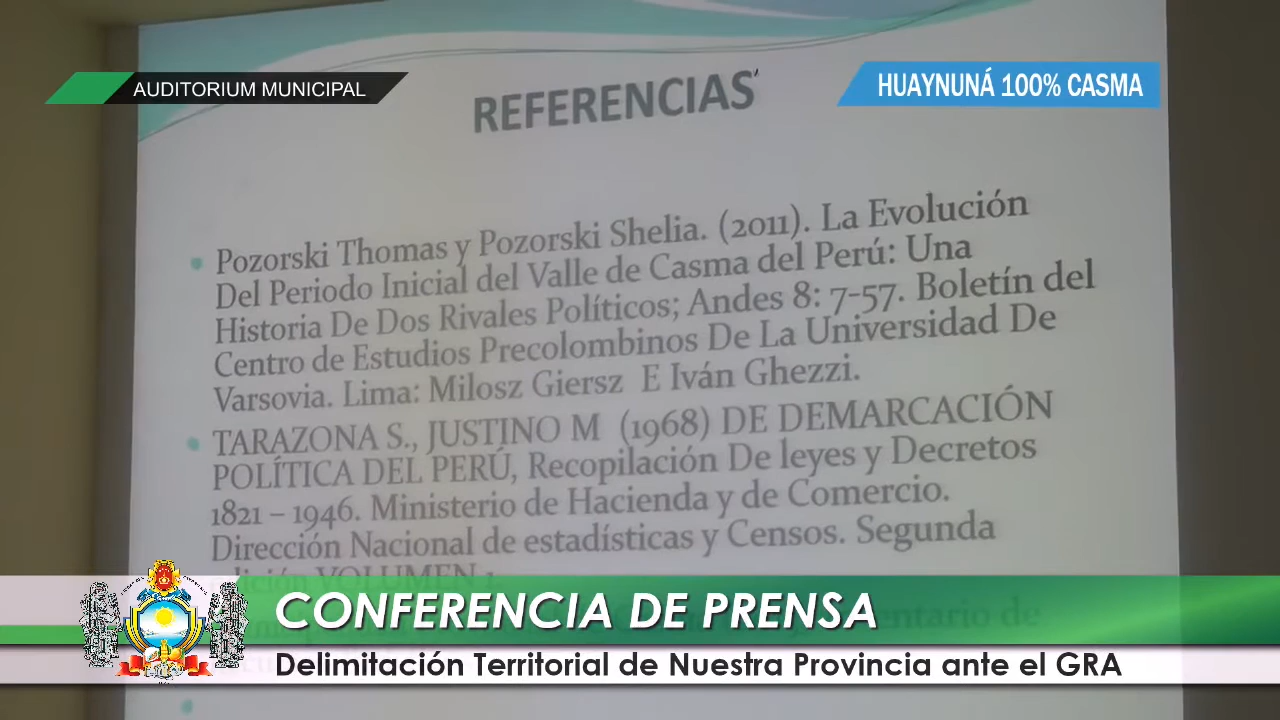 AUDITORIUM MUNICIPAL
HUAYNUNÁ 100% CASMA
REFERENCIAS
Pozorski Thomas y Pozorski Shelia. (2011). La Evolución
Del Periodo Inicial del Valle de Casma del Perú: Una
Historia De Dos Rivales Políticos; Andes 8: 7-57. Boletín del
Centro de Estudios Precolombinos De La Universidad De
Varsovia. Lima: Milosz Giersz E Iván Ghezzi.
TARAZONA S., JUSTINO M (1968) DE DEMARCACIÓN
POLÍTICA DEL PERÚ, Recopilación De leyes y Decretos
1821 – 1946. Ministerio de Hacienda y de Comercio.
Dirección Nacional de estadísticas y Censos. Segunda
edición VOLUMEN 1.
CONFERENCIA DE PRENSA
Delimitación Territorial de Nuestra Provincia ante el GRA